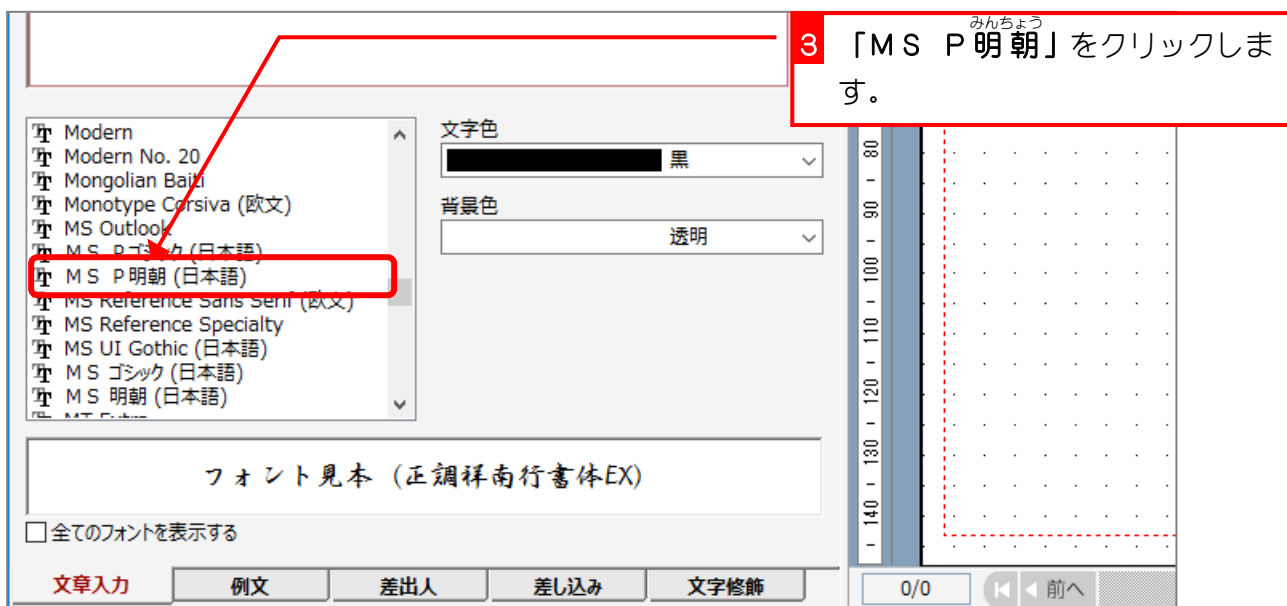 みんちょう
3 「ＭＳ Ｐ明朝」をクリックしま
す。
Modern
Modern No. 20
Mongolian Baiti
Monotype Corsiva (欧文)
MS Outlook
ＭＳ Ｐゴシック (日本語)
ＭＳ Ｐ明朝 (日本語)
MS Reference Sans Serif (欧文)
MS Reference Specialty
MS UI Gothic (日本語)
ＭＳ ゴシック (日本語)
ＭＳ 明朝 (日本語)
MT Extra
文字色
黒
背景色
透明
フォント見本 (正調祥南行書体EX)
全てのフォントを表示する
文章入力 例文 差出人 差し込み 文字修飾
80
90
100
110
120
130
140
0/0 前へ